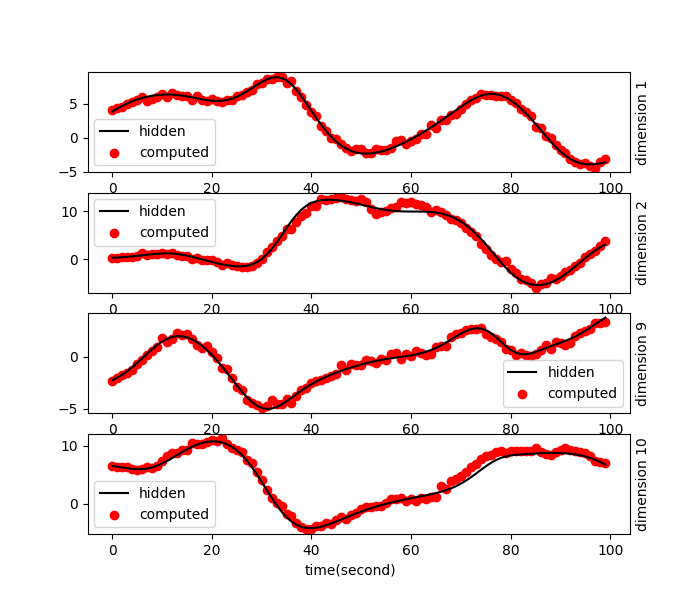 5
0
−5
hidden
computed
0 20 40 60 80 100
dimension 1
10
0
hidden
computed
0 20 40 60 80 100
dimension 2
0
−5
hidden
computed
0 20 40 60 80 100
dimension 9
10
0
hidden
computed
0 20 40 60 80 100
dimension 10
time(second)